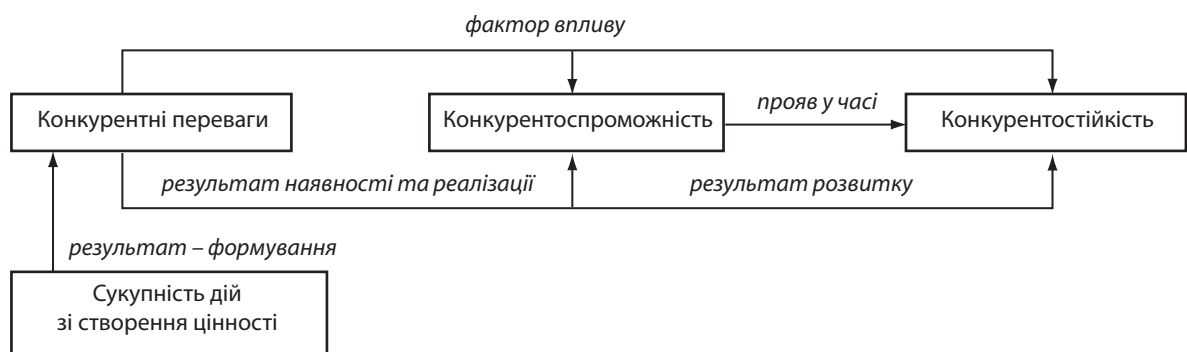 фактор впливу
Конкурентні переваги
Конкурентоспроможність
прояв у часі
Конкурентостійкість
результат наявності та реалізації
результат розвитку
результат – формування
Сукупність дій
зі створення цінності